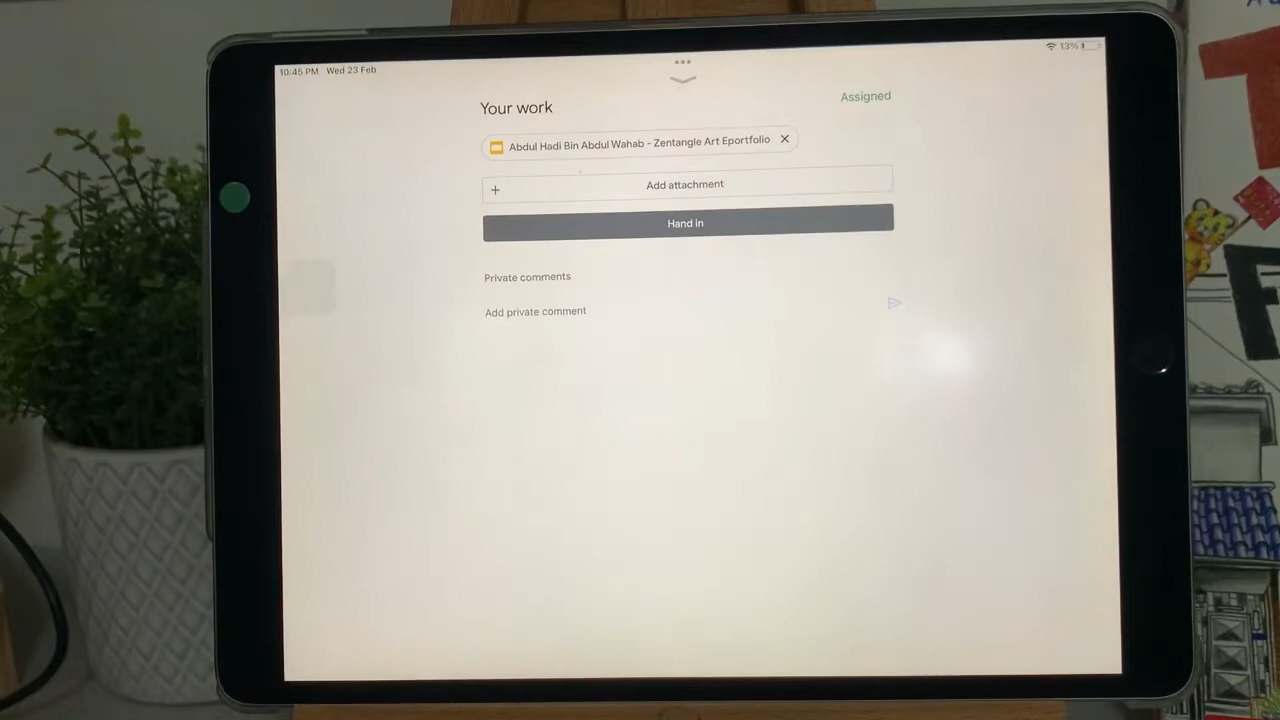 10:45 PM Wed 23 Feb
13%
Your work
Assigned
Abdul Hadi Bin Abdul Wahab - Zentangle Art Eportfolio
Add attachment
Hand in
Private comments
Add private comment